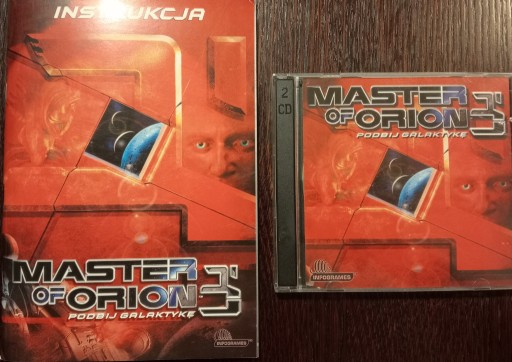 INSTRUKCJA
MASTER
OF ORION 3
PODBIJ GALAKTYKĘ
INFOGRAMES
2
CD
MASTER
OF ORION 3
PODBIJ GALAKTYKĘ
INFOGRAMES